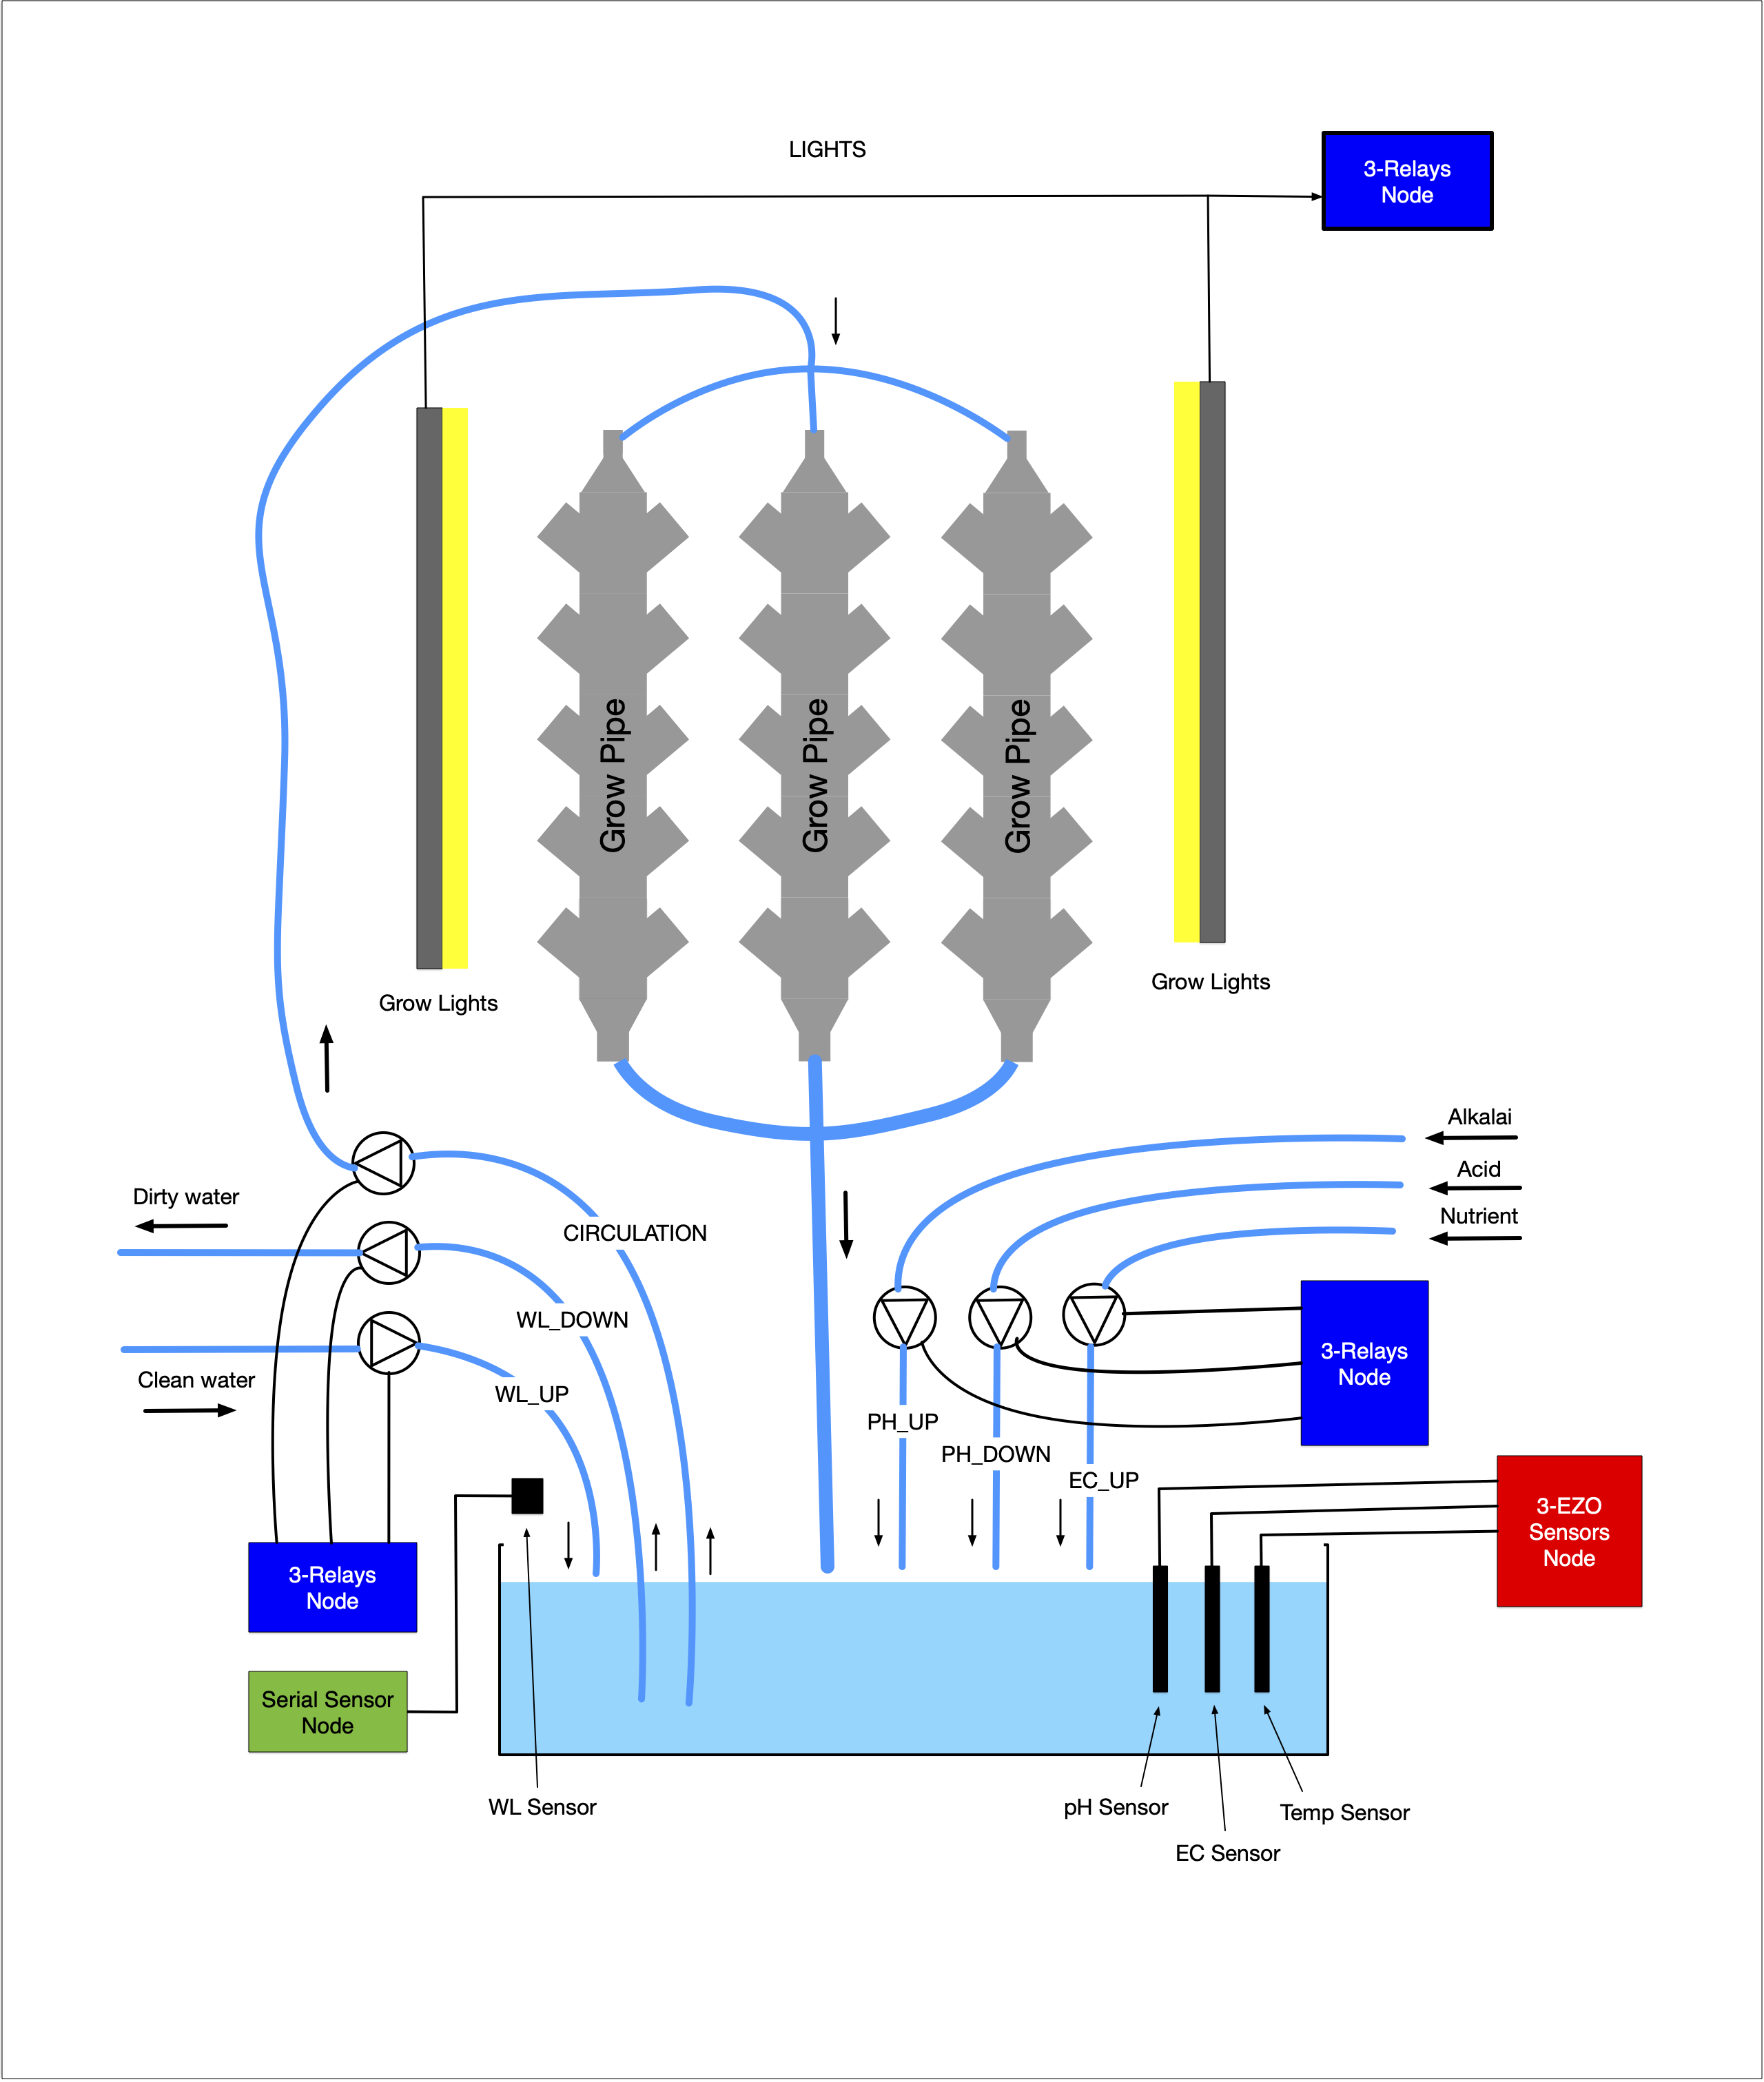 LIGHTS
3-Relays
Node
Grow Pipe
Grow Pipe
Grow Pipe
Grow Lights
Grow Lights
Alkalai
Acid
Nutrient
Dirty water
CIRCULATION
WL_DOWN
Clean water
WL_UP
3-Relays
Node
PH_UP
PH_DOWN
EC_UP
3-EZO
Sensors
Node
3-Relays
Node
Serial Sensor
Node
WL Sensor
pH Sensor
Temp Sensor
EC Sensor